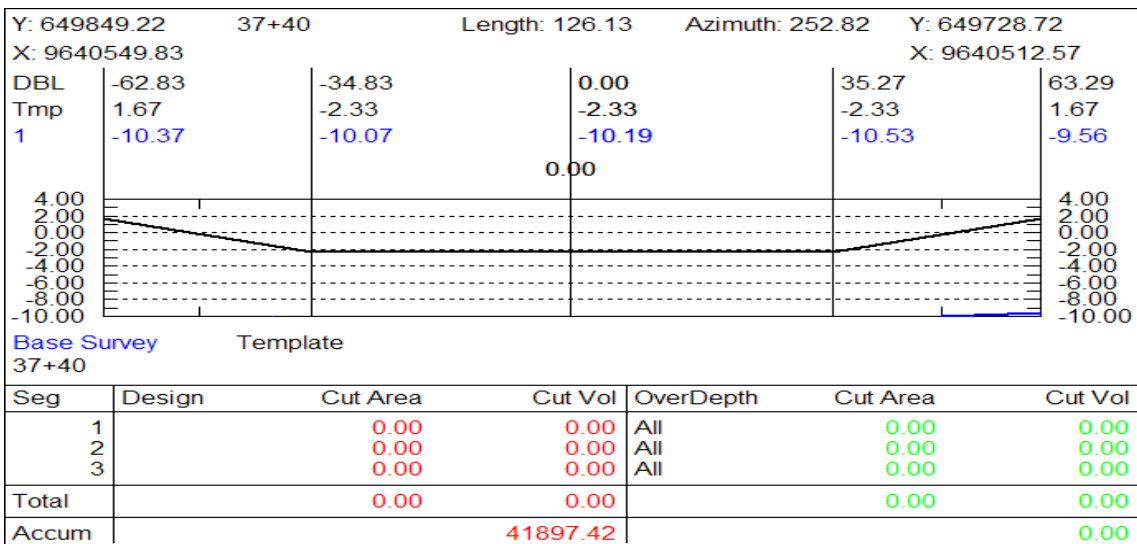 Y: 649849.22 37+40 Length: 126.13 Azimuth: 252.82 Y: 649728.72
X: 9640549.83 X: 9640512.57
DBL -62.83 -34.83 0.00 35.27 63.29
Tmp 1.67 -2.33 -2.33 -2.33 1.67
1 -10.37 -10.07 -10.19 -10.53 -9.56
0.00
4.00 4.00
2.00 2.00
0.00 0.00
-2.00 -2.00
-4.00 -4.00
-6.00 -6.00
-8.00 -8.00
-10.00 -10.00
Base Survey Template
37+40
Seg Design Cut Area Cut Vol OverDepth Cut Area Cut Vol
1 0.00 0.00 All 0.00 0.00
2 0.00 0.00 All 0.00 0.00
3 0.00 0.00 All 0.00 0.00
Total 0.00 0.00 0.00 0.00
Accum 41897.42 0.00